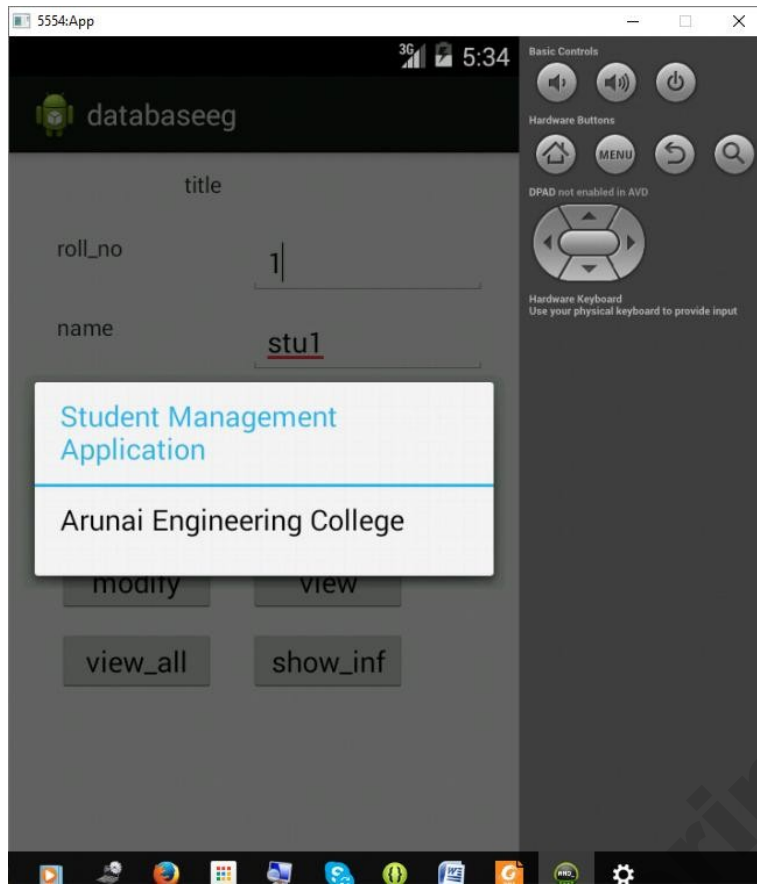 5554:App
3G 5:34
databaseeg
title
roll_no
1
name
stu1
Student Management
Application
Arunai Engineering College
modify
view
view_all
show_inf
Basic Controls
Hardware Buttons
MENU
DPAD not enabled in AVD
Hardware Keyboard
Use your physical keyboard to provide input